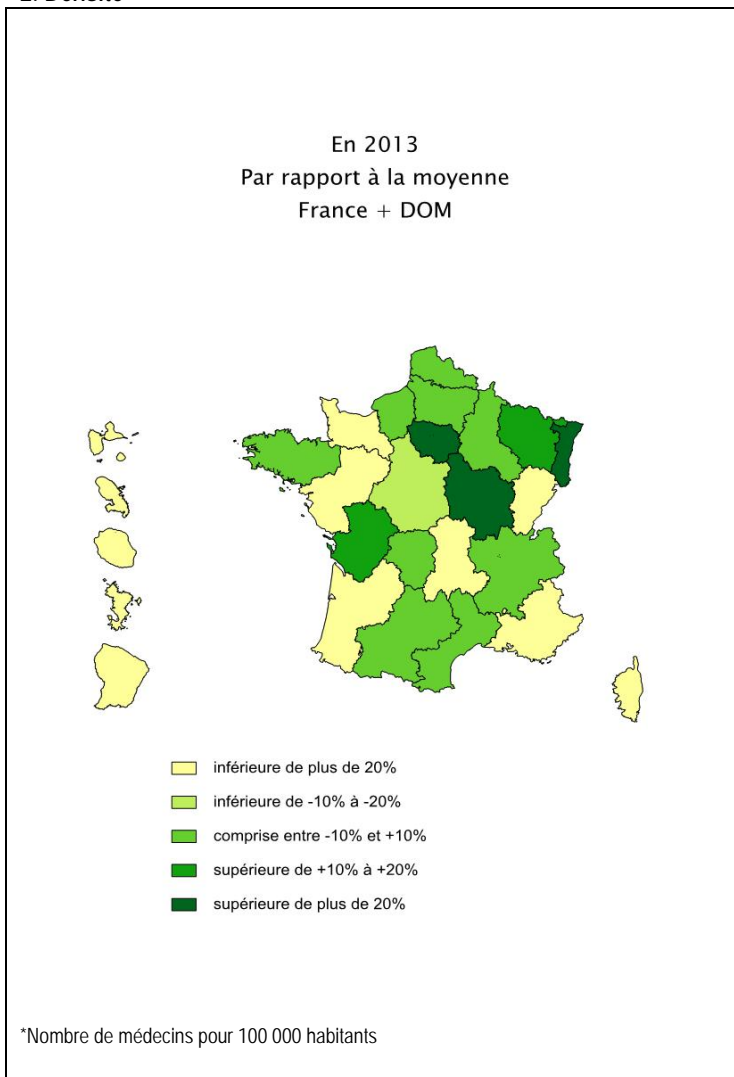 2. Densité*
En 2013
Par rapport à la moyenne
France + DOM
inférieure de plus de 20%
inférieure de -10% à -20%
comprise entre -10% et +10%
supérieure de +10% à +20%
supérieure de plus de 20%
*Nombre de médecins pour 100 000 habitants